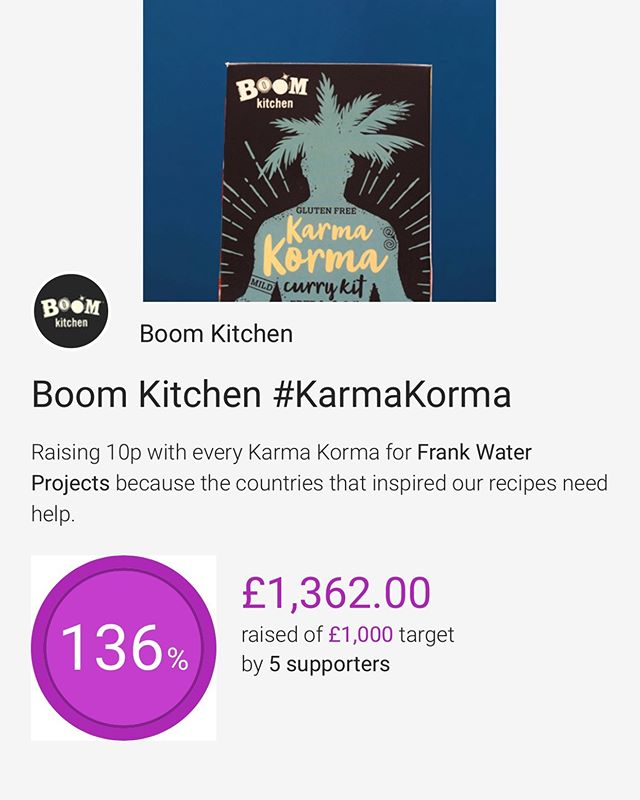 BOOM
kitchen
GLUTEN FREE
Karma
Korma
MILD
curry kit
BOOM
kitchen
Boom Kitchen
Boom Kitchen #KarmaKorma
Raising 10p with every Karma Korma for Frank Water
Projects because the countries that inspired our recipes need
help.
136%
£1,362.00
raised of £1,000 target
by 5 supporters